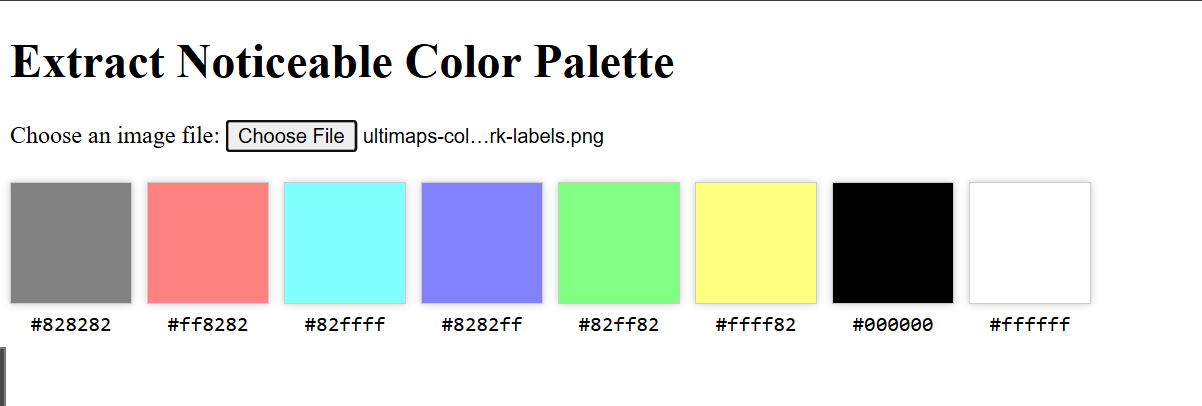 Extract Noticeable Color Palette
Choose an image file: Choose File ultimaps-col…rk-labels.png
#828282 #ff8282 #82ffff #8282ff #82ff82 #ffff82 #000000 #ffffff